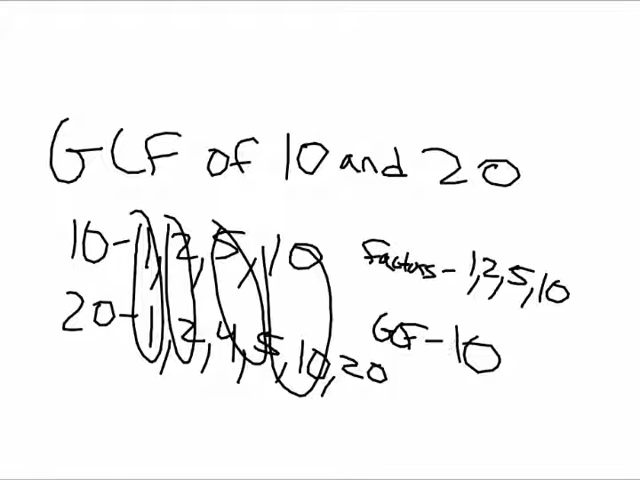 GCF of 10 and 20
10-1,2,5,10
20-1,2,4,5,10,20
Factors-1,2,5,10
GCF-10